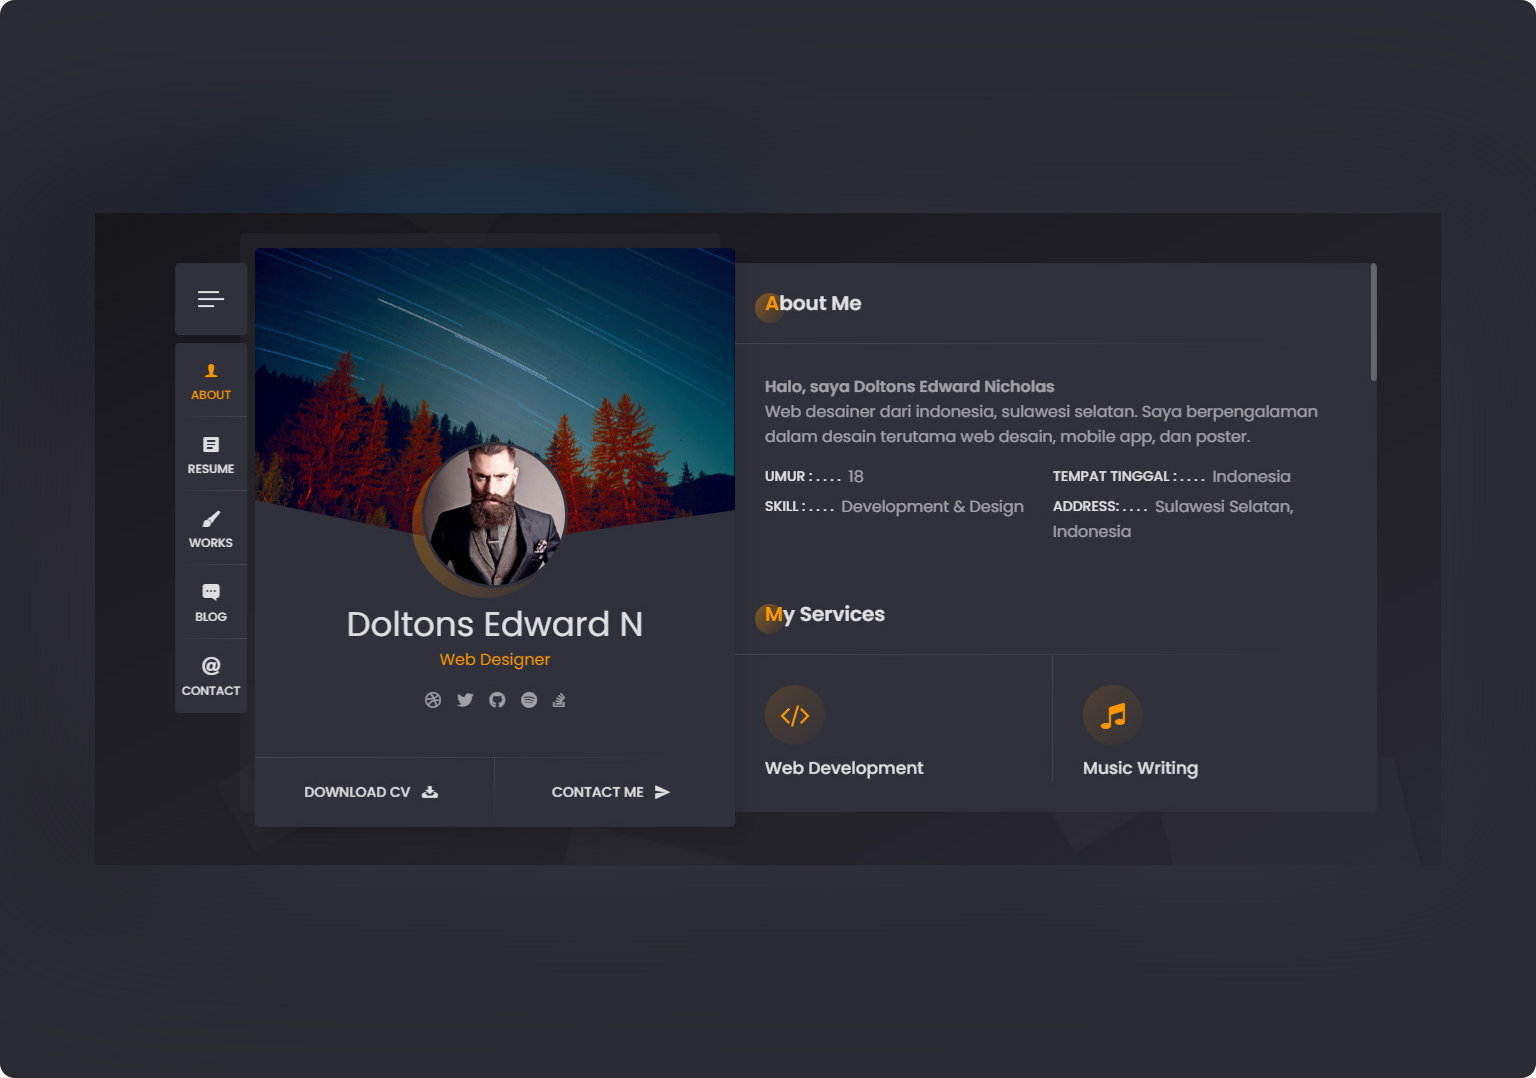 ABOUT
RESUME
WORKS
BLOG
CONTACT
Doltons Edward N
Web Designer
DOWNLOAD CV
CONTACT ME
About Me
Halo, saya Doltons Edward Nicholas
Web desainer dari indonesia, sulawesi selatan. Saya berpengalaman
dalam desain terutama web desain, mobile app, dan poster.
UMUR : . . . . 18
TEMPAT TINGGAL : . . . . Indonesia
SKILL : . . . . Development & Design
ADDRESS: . . . . Sulawesi Selatan,
Indonesia
My Services
Web Development
Music Writing